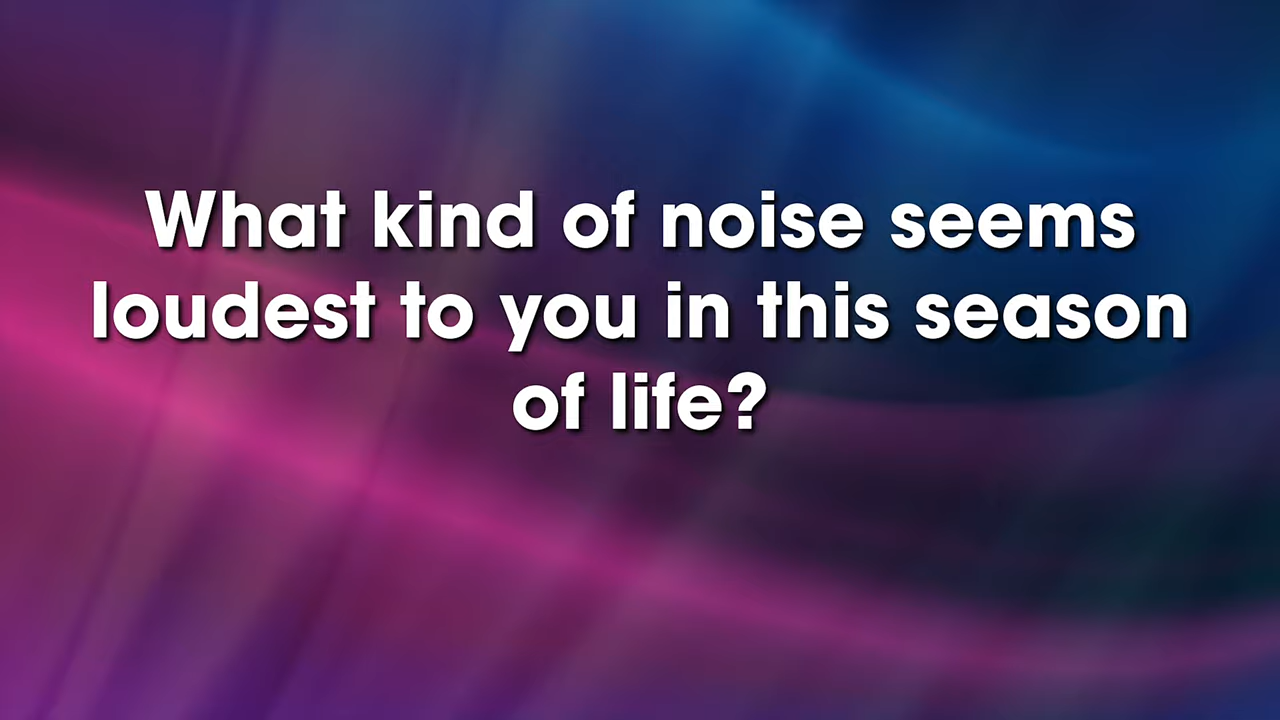 What kind of noise seems
loudest to you in this season
of life?